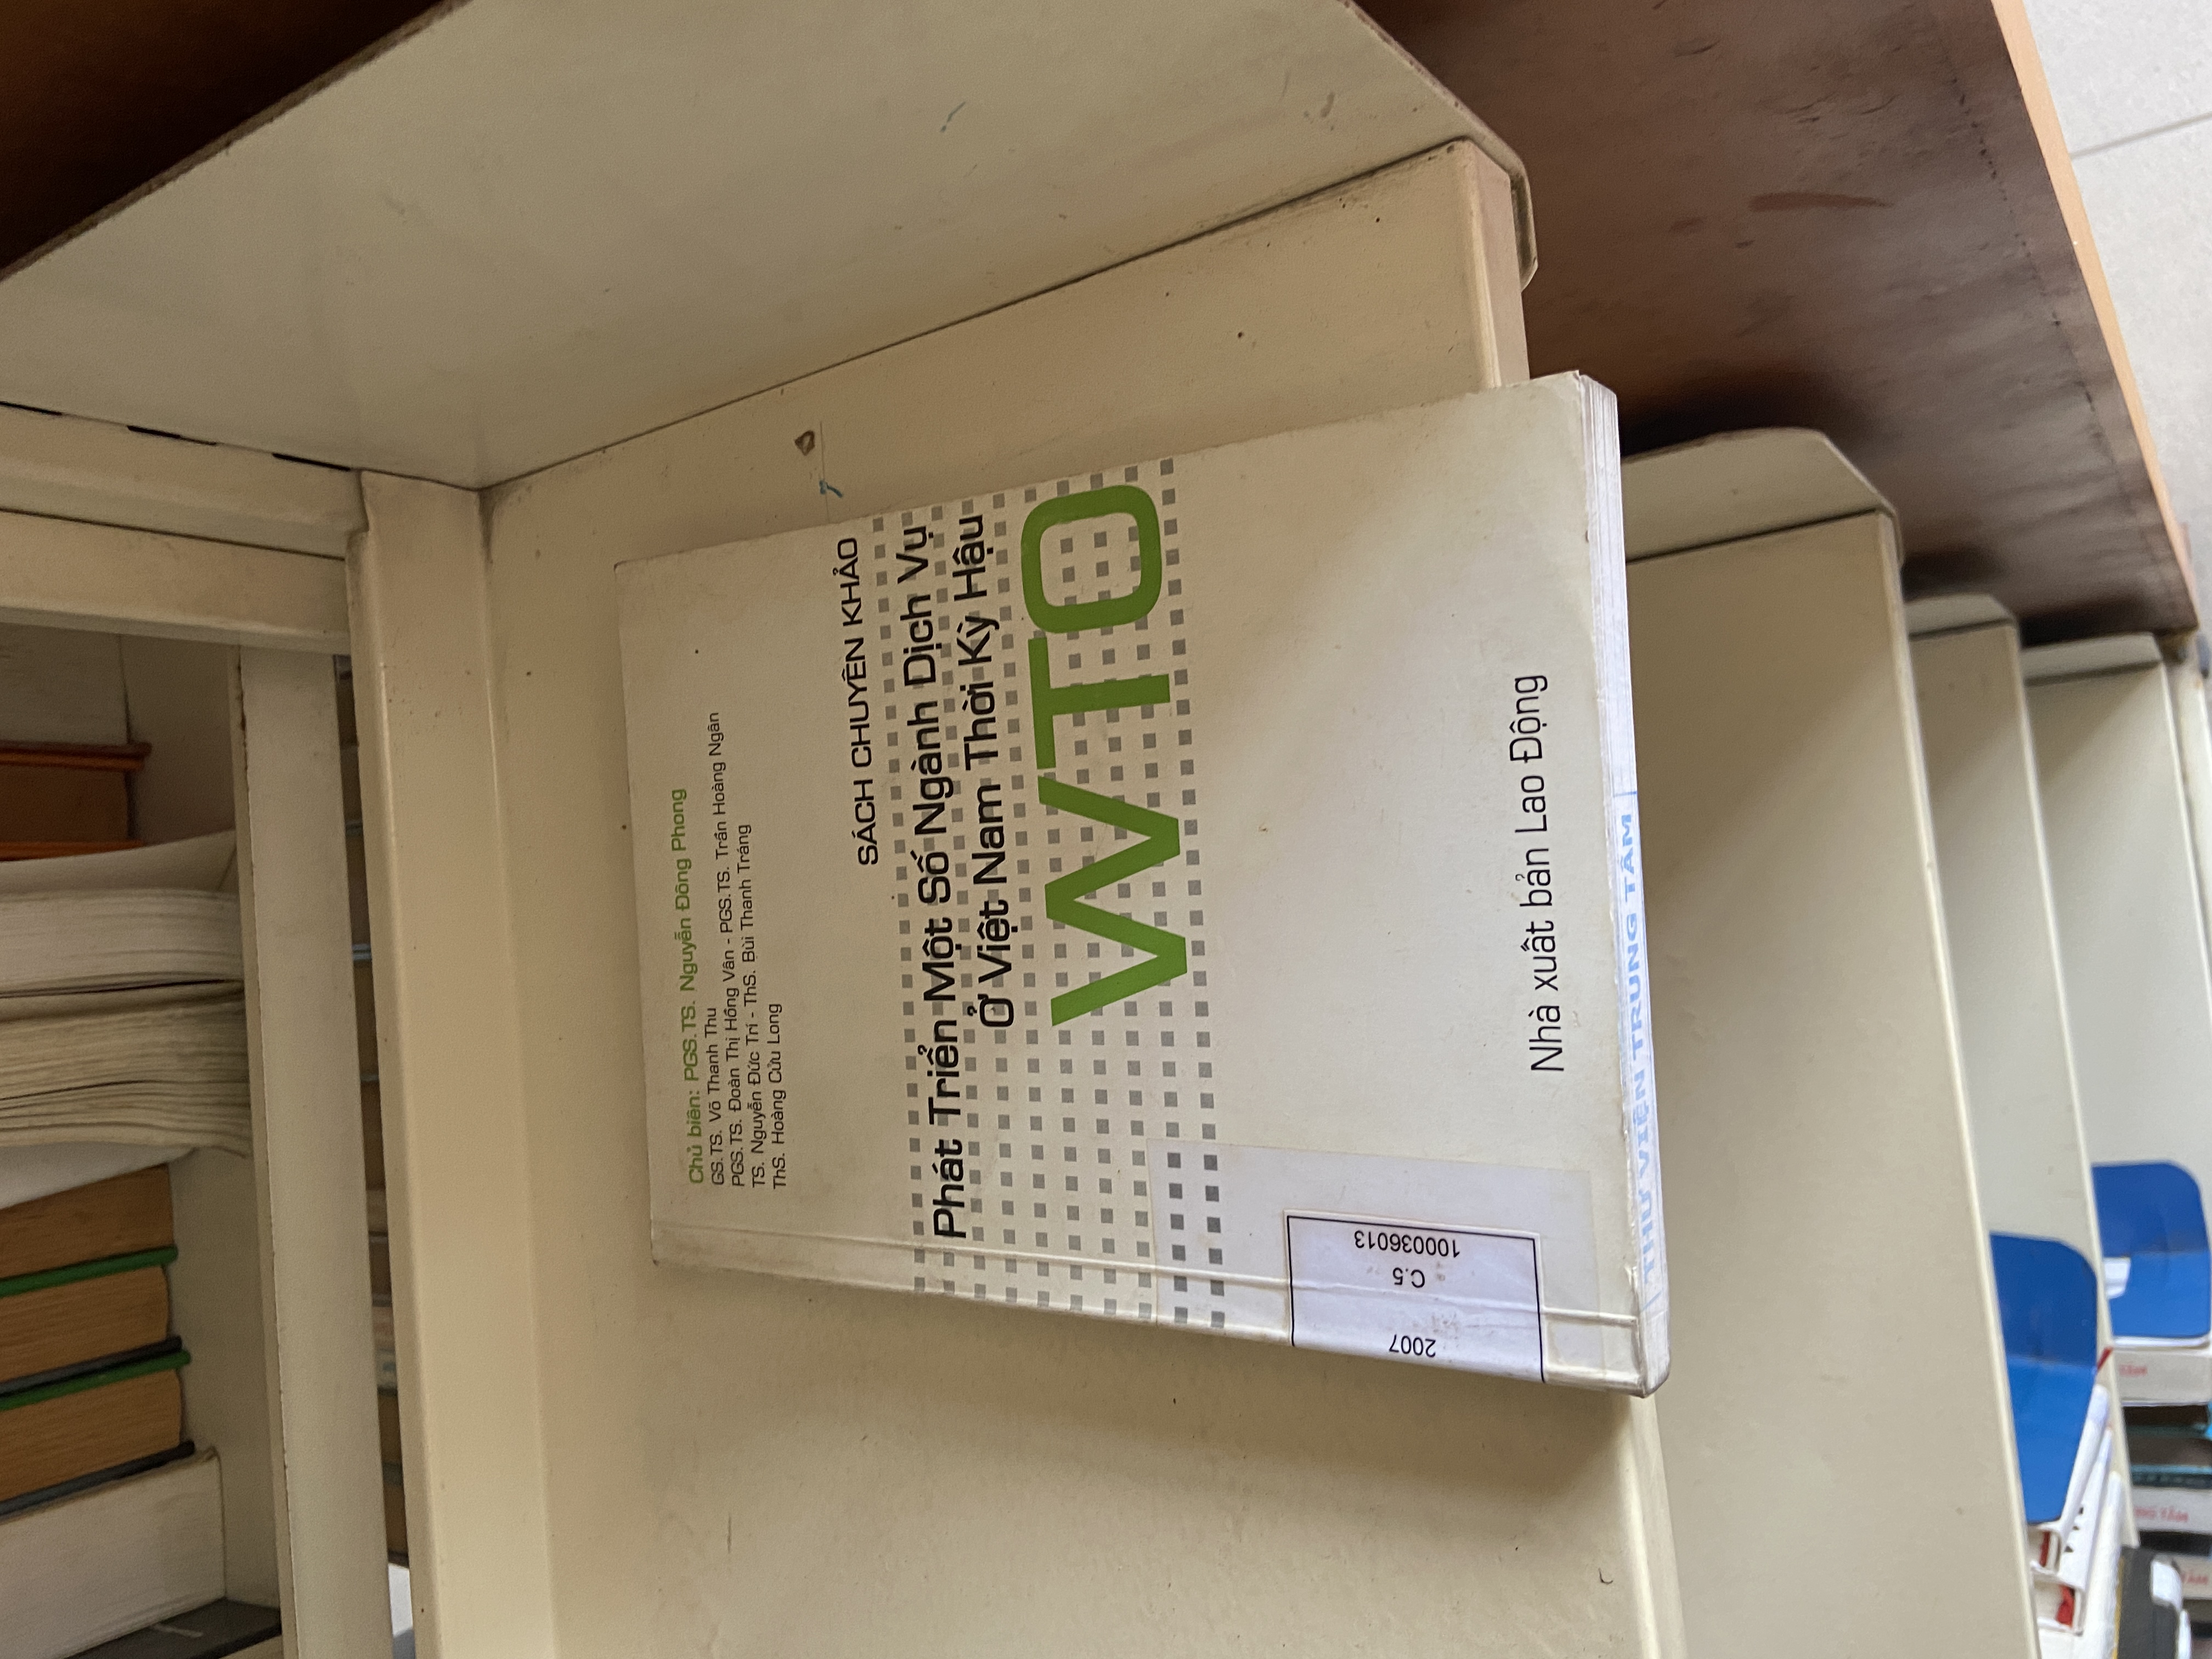 Chủ biên: PGS.TS. Nguyễn Đông Phong
GS.TS. Võ Thanh Thu
PGS.TS. Đoàn Thị Hồng Vân - PGS.TS. Trần Hoàng Ngân
TS. Nguyễn Đức Trí - ThS. Bùi Thanh Tráng
ThS. Hoàng Cửu Long
SÁCH CHUYÊN KHẢO
Phát Triển Một Số Ngành Dịch Vụ
Ở Việt Nam Thời Kỳ Hậu
WTO
2007
C.5
100036013
Nhà xuất bản Lao Động
THƯ VIỆN TRUNG TÂM